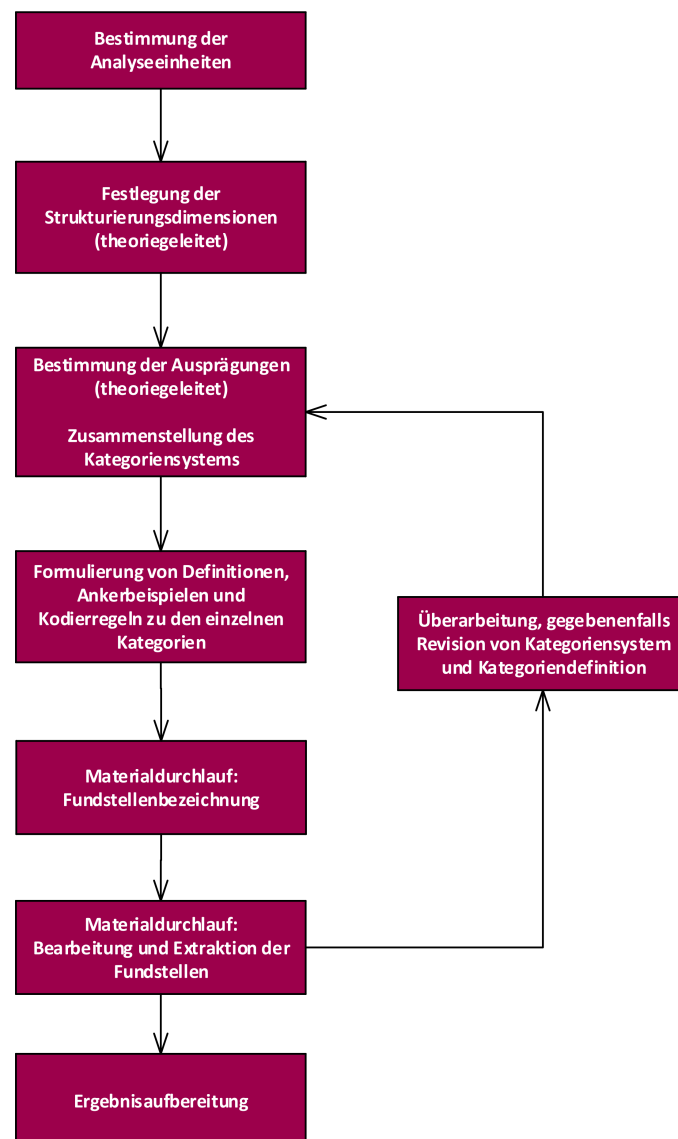 Bestimmung der
Analyseeinheiten
Festlegung der
Strukturierungsdimensionen
(theoriegeleitet)
Bestimmung der Ausprägungen
(theoriegeleitet)
Zusammenstellung des
Kategoriensystems
Formulierung von Definitionen,
Ankerbeispielen und
Kodierregeln zu den einzelnen
Kategorien
Überarbeitung, gegebenenfalls
Revision von Kategoriensystem
und Kategoriendefinition
Materialdurchlauf:
Fundstellenbezeichnung
Materialdurchlauf:
Bearbeitung und Extraktion der
Fundstellen
Ergebnisaufbereitung